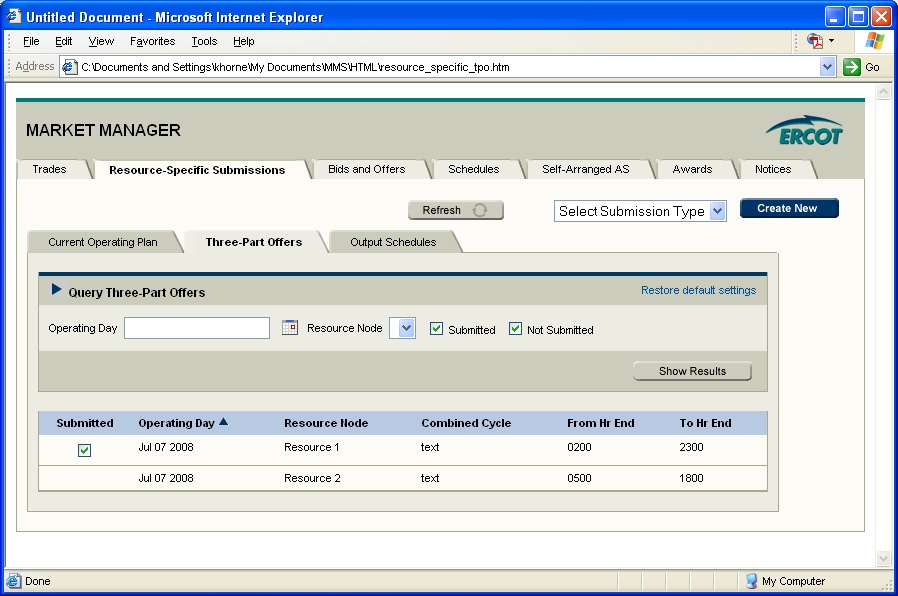 Untitled Document - Microsoft Internet Explorer
File Edit View Favorites Tools Help
Address C:\Documents and Settings\khorne\My Documents\MMS\HTML\resource_specific_tpo.htm Go
MARKET MANAGER ERCOT
Trades Resource-Specific Submissions Bids and Offers Schedules Self-Arranged AS Awards Notices
Refresh Select Submission Type Create New
Current Operating Plan Three-Part Offers Output Schedules
Query Three-Part Offers Restore default settings
Operating Day Resource Node Submitted Not Submitted
Show Results
Submitted Operating Day Resource Node Combined Cycle From Hr End To Hr End
Jul 07 2008 Resource 1 text 0200 2300
Jul 07 2008 Resource 2 text 0500 1800
Done My Computer